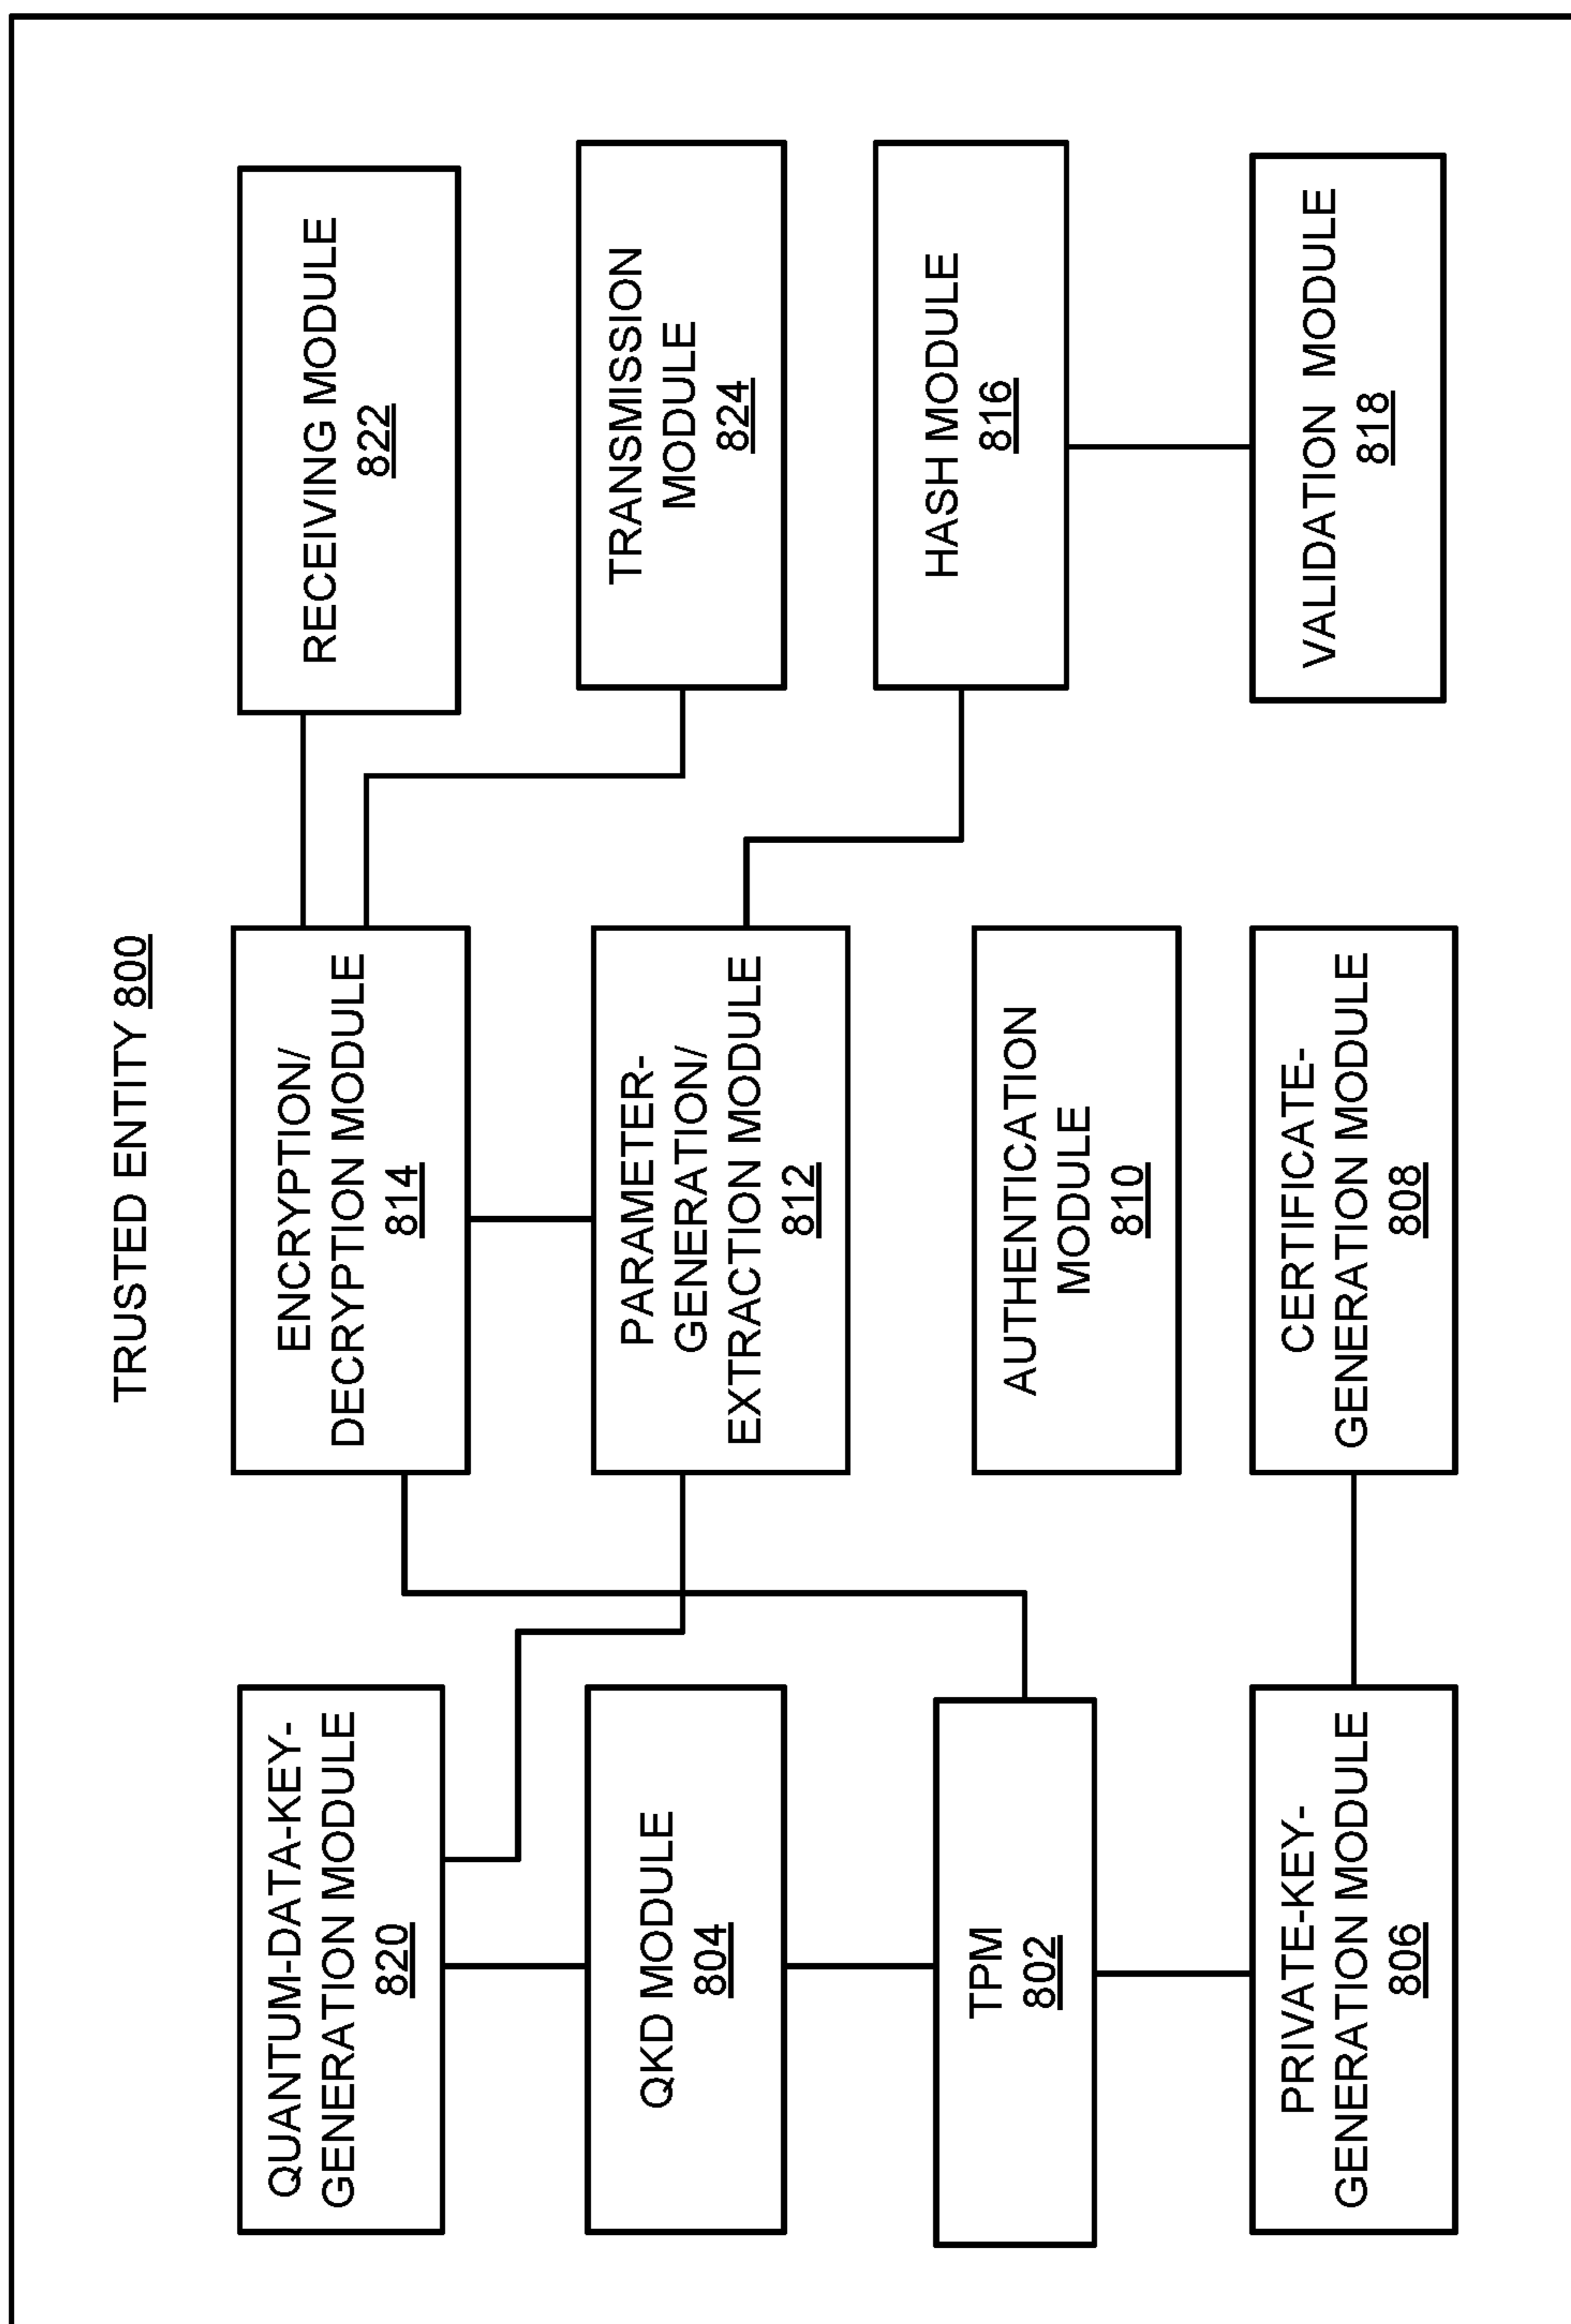 TRUSTED ENTITY 800
QUANTUM-DATA-KEY-
GENERATION MODULE
820
ENCRYPTION/
DECRYPTION MODULE
814
RECEIVING MODULE
822
QKD MODULE
804
PARAMETER-
GENERATION/
EXTRACTION MODULE
812
TRANSMISSION
MODULE
824
TPM
802
AUTHENTICATION
MODULE
810
HASH MODULE
816
PRIVATE-KEY-
GENERATION MODULE
806
CERTIFICATE-
GENERATION MODULE
808
VALIDATION MODULE
818